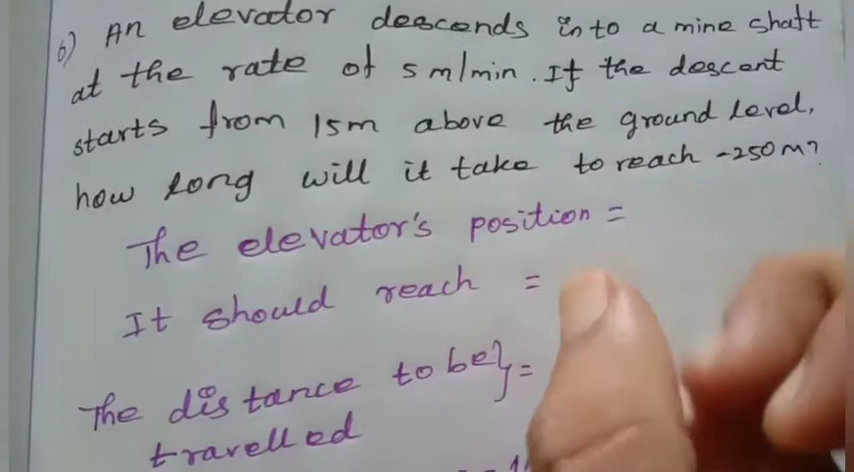 6) An elevator descends into a mine shaft
at the rate of 5 m/min. If the descent
starts from 15m above the ground level,
how long will it take to reach -250 m?
The elevator's position =
It should reach =
The distance to be } =
travelled